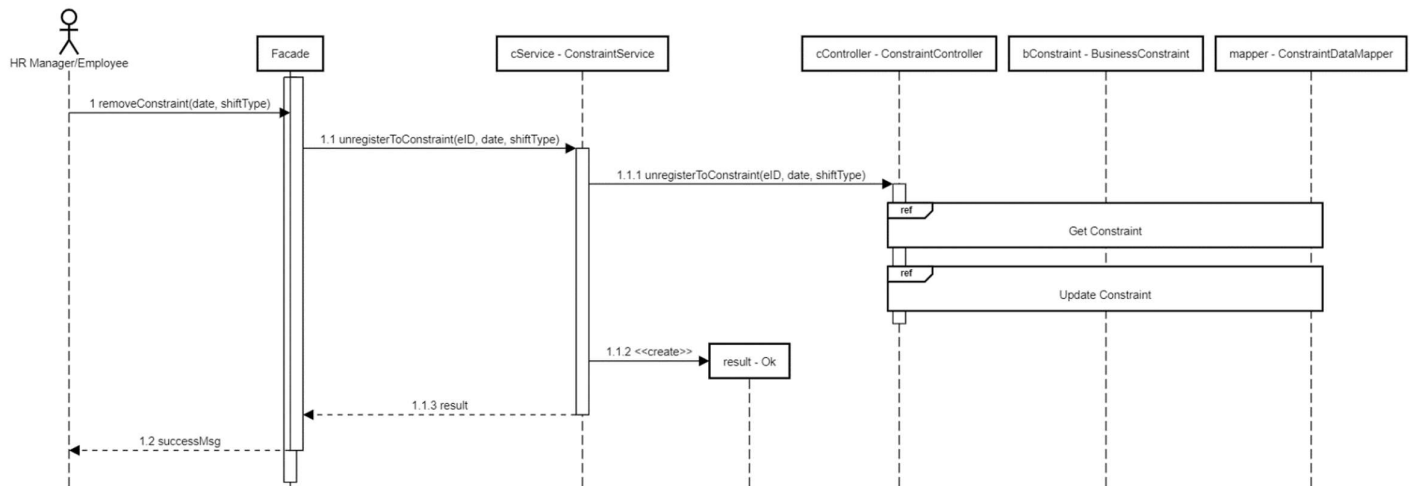 HR Manager/Employee
Facade
cService - ConstraintService
cController - ConstraintController
bConstraint - BusinessConstraint
mapper - ConstraintDataMapper
1 removeConstraint(date, shiftType)
1.1 unregisterToConstraint(eID, date, shiftType)
1.1.1 unregisterToConstraint(eID, date, shiftType)
ref
Get Constraint
ref
Update Constraint
1.1.2 <<create>>
result - Ok
1.1.3 result
1.2 successMsg